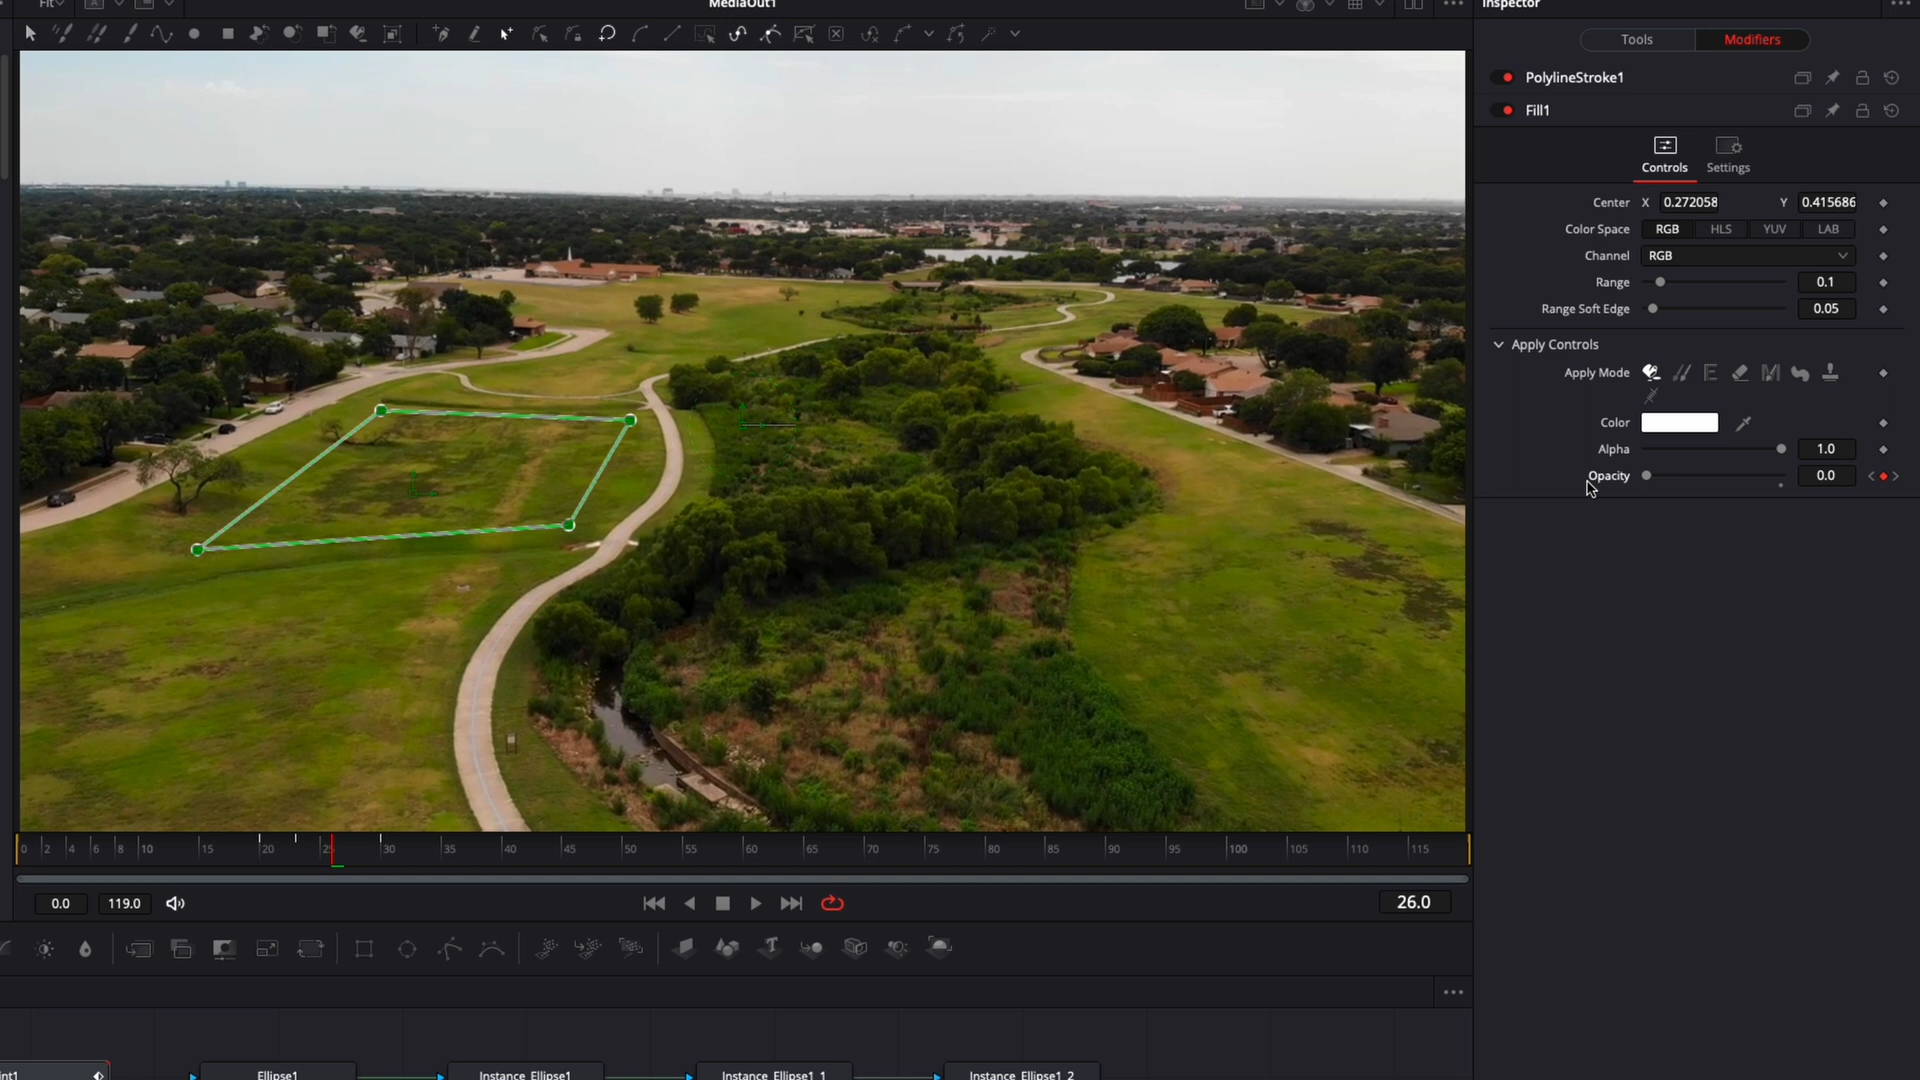 Fit
MediaOut1
Inspector
Tools
Modifiers
PolylineStroke1
Fill1
Controls
Settings
Center X 0.272058 Y 0.415686
Color Space RGB HLS YUV LAB
Channel RGB
Range 0.1
Range Soft Edge 0.05
Apply Controls
Apply Mode
Color
Alpha 1.0
Opacity 0.0
0 2 4 6 8 10 15 20 25 30 35 40 45 50 55 60 65 70 75 80 85 90 95 100 105 110 115
0.0 119.0 26.0
int1 Ellipse1 Instance_Ellipse1 Instance_Ellipse1_1 Instance_Ellipse1_2